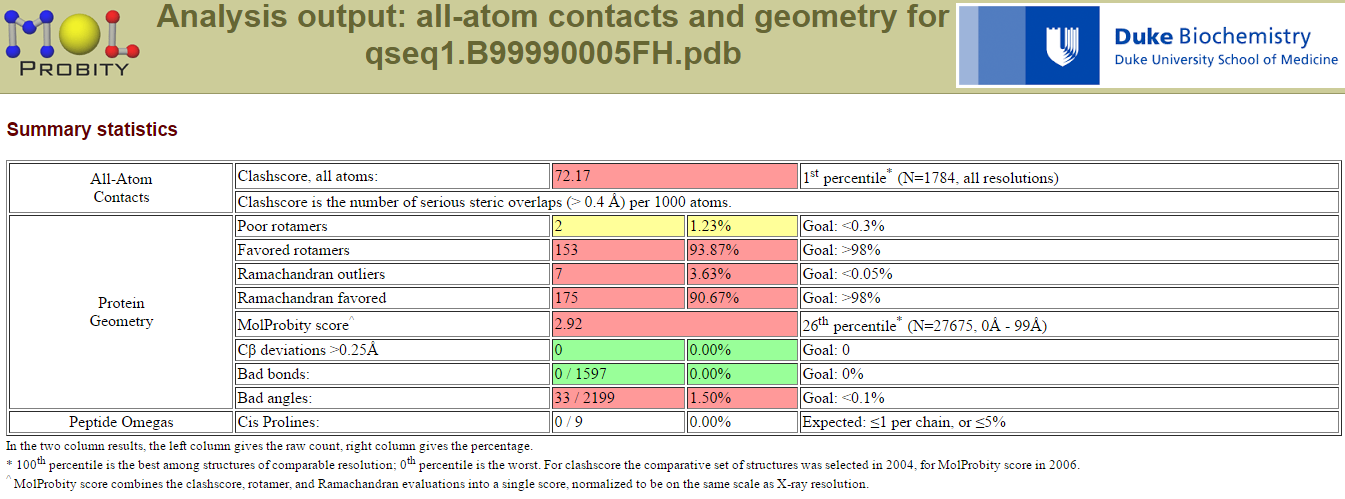 MOL
PROBITY
Analysis output: all-atom contacts and geometry for
qseq1.B99990005FH.pdb
Duke Biochemistry
Duke University School of Medicine
Summary statistics
All-Atom
Contacts
Clashscore, all atoms: 72.17 1st percentile* (N=1784, all resolutions)
Clashscore is the number of serious steric overlaps (> 0.4 Å) per 1000 atoms.
Protein
Geometry
Poor rotamers 2 1.23% Goal: <0.3%
Favored rotamers 153 93.87% Goal: >98%
Ramachandran outliers 7 3.63% Goal: <0.05%
Ramachandran favored 175 90.67% Goal: >98%
MolProbity score^ 2.92 26th percentile* (N=27675, 0Å - 99Å)
Cβ deviations >0.25Å 0 0.00% Goal: 0
Bad bonds: 0 / 1597 0.00% Goal: 0%
Bad angles: 33 / 2199 1.50% Goal: <0.1%
Peptide Omegas Cis Prolines: 0 / 9 0.00% Expected: ≤1 per chain, or ≤5%
In the two column results, the left column gives the raw count, right column gives the percentage.
* 100th percentile is the best among structures of comparable resolution; 0th percentile is the worst. For clashscore the comparative set of structures was selected in 2004, for MolProbity score in 2006.
^ MolProbity score combines the clashscore, rotamer, and Ramachandran evaluations into a single score, normalized to be on the same scale as X-ray resolution.